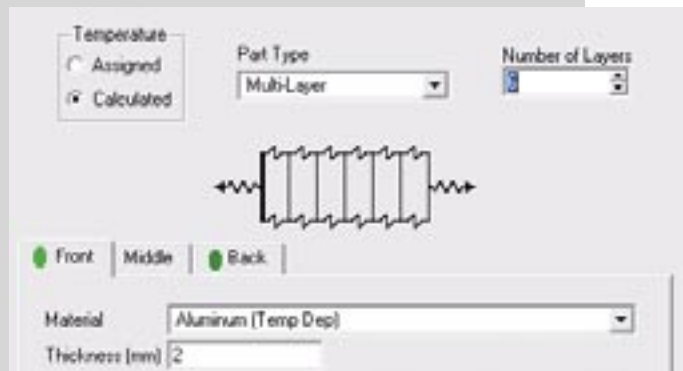 Temperature
Assigned
Calculated
Part Type
Multi-Layer
Number of Layers
Front
Middle
Back
Material
Aluminum (Temp Dep)
Thickness (mm)
2